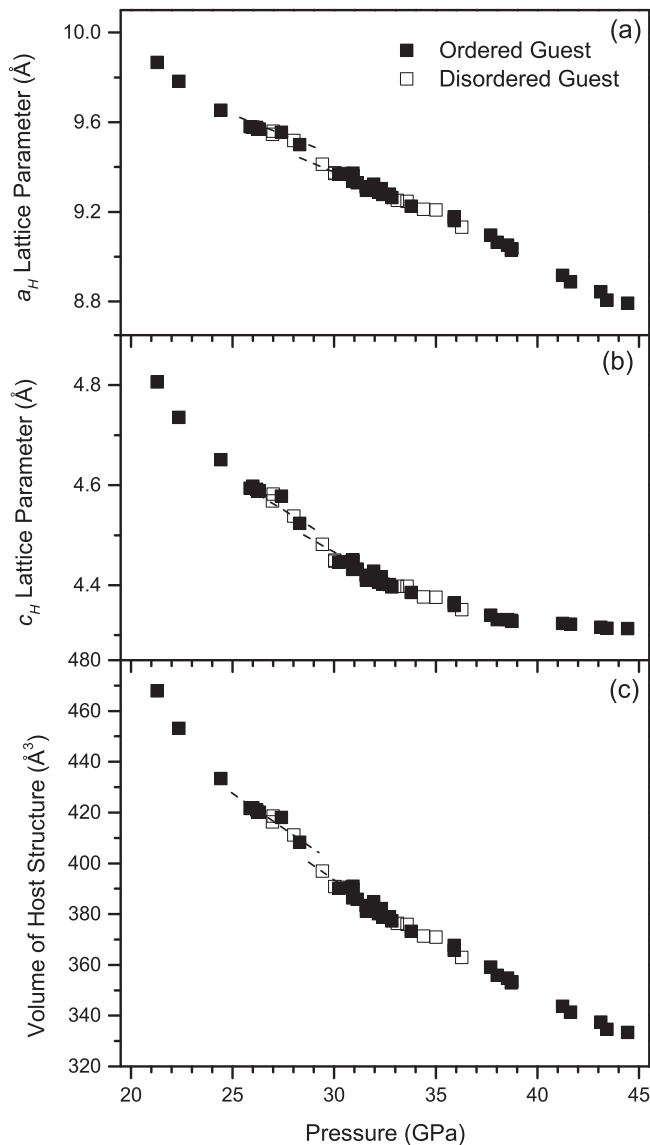 (a)
Ordered Guest
Disordered Guest
10.0
9.6
9.2
8.8
a_H Lattice Parameter (Å)
(b)
4.8
4.6
4.4
c_H Lattice Parameter (Å)
(c)
480
460
440
420
400
380
360
340
320
Volume of Host Structure (Å³)
20 25 30 35 40 45
Pressure (GPa)